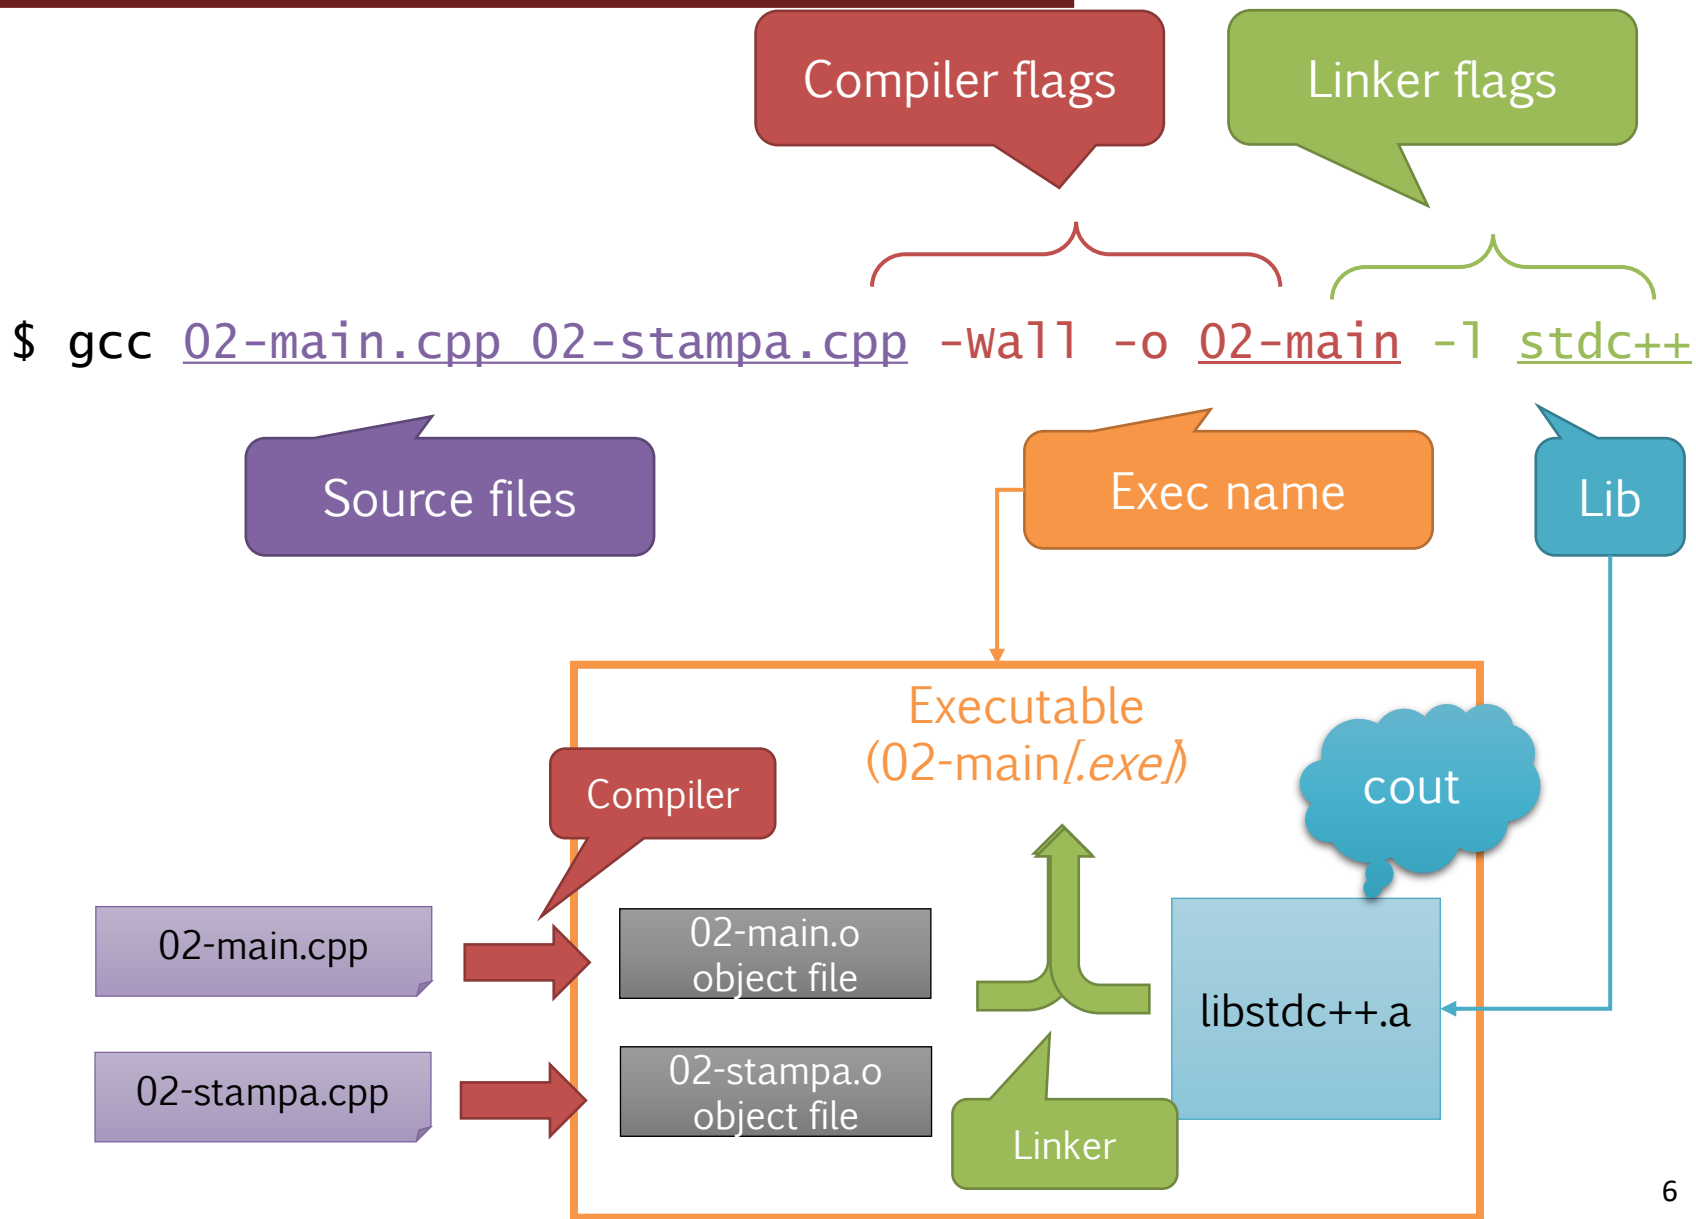 Compiler flags
Linker flags
$ gcc 02-main.cpp 02-stampa.cpp -Wall -o 02-main -l stdc++
Source files
Exec name
Lib
Executable
(02-main[.exe])
cout
Compiler
02-main.cpp
02-main.o
object file
libstdc++.a
02-stampa.cpp
02-stampa.o
object file
Linker
6